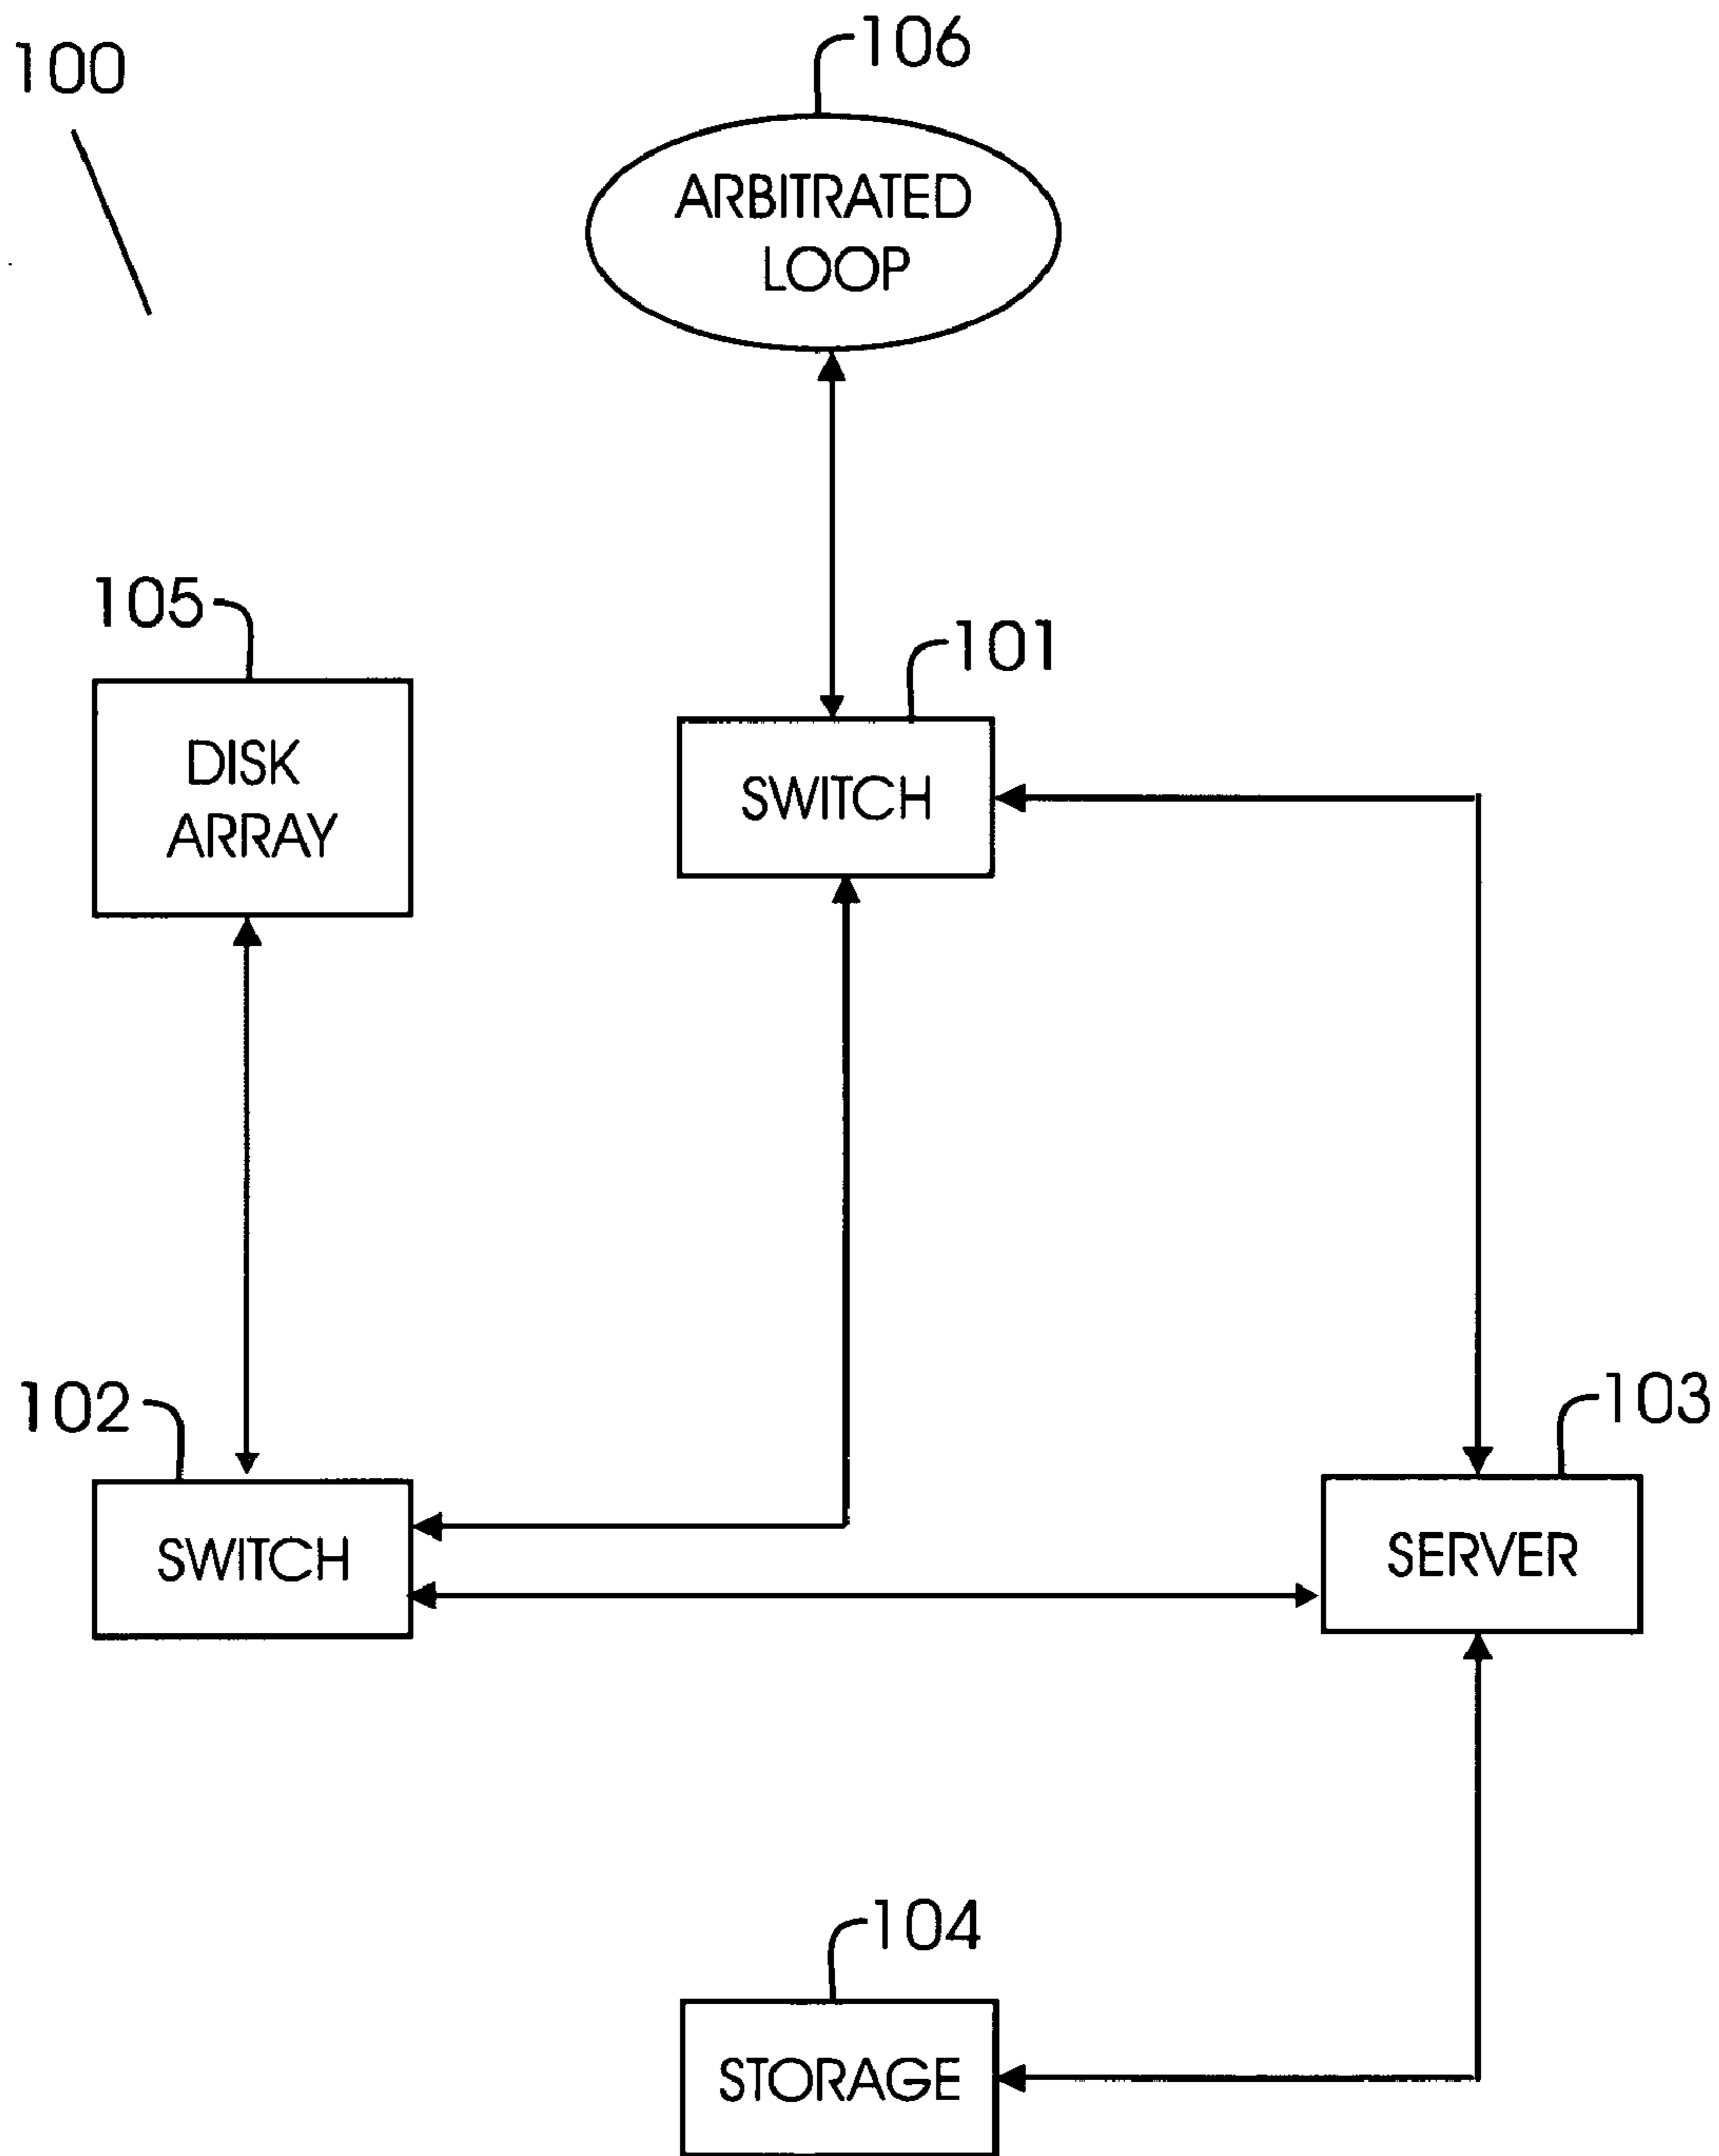 100
106
ARBITRATED
LOOP
105
101
DISK
ARRAY
SWITCH
102
103
SWITCH
SERVER
104
STORAGE